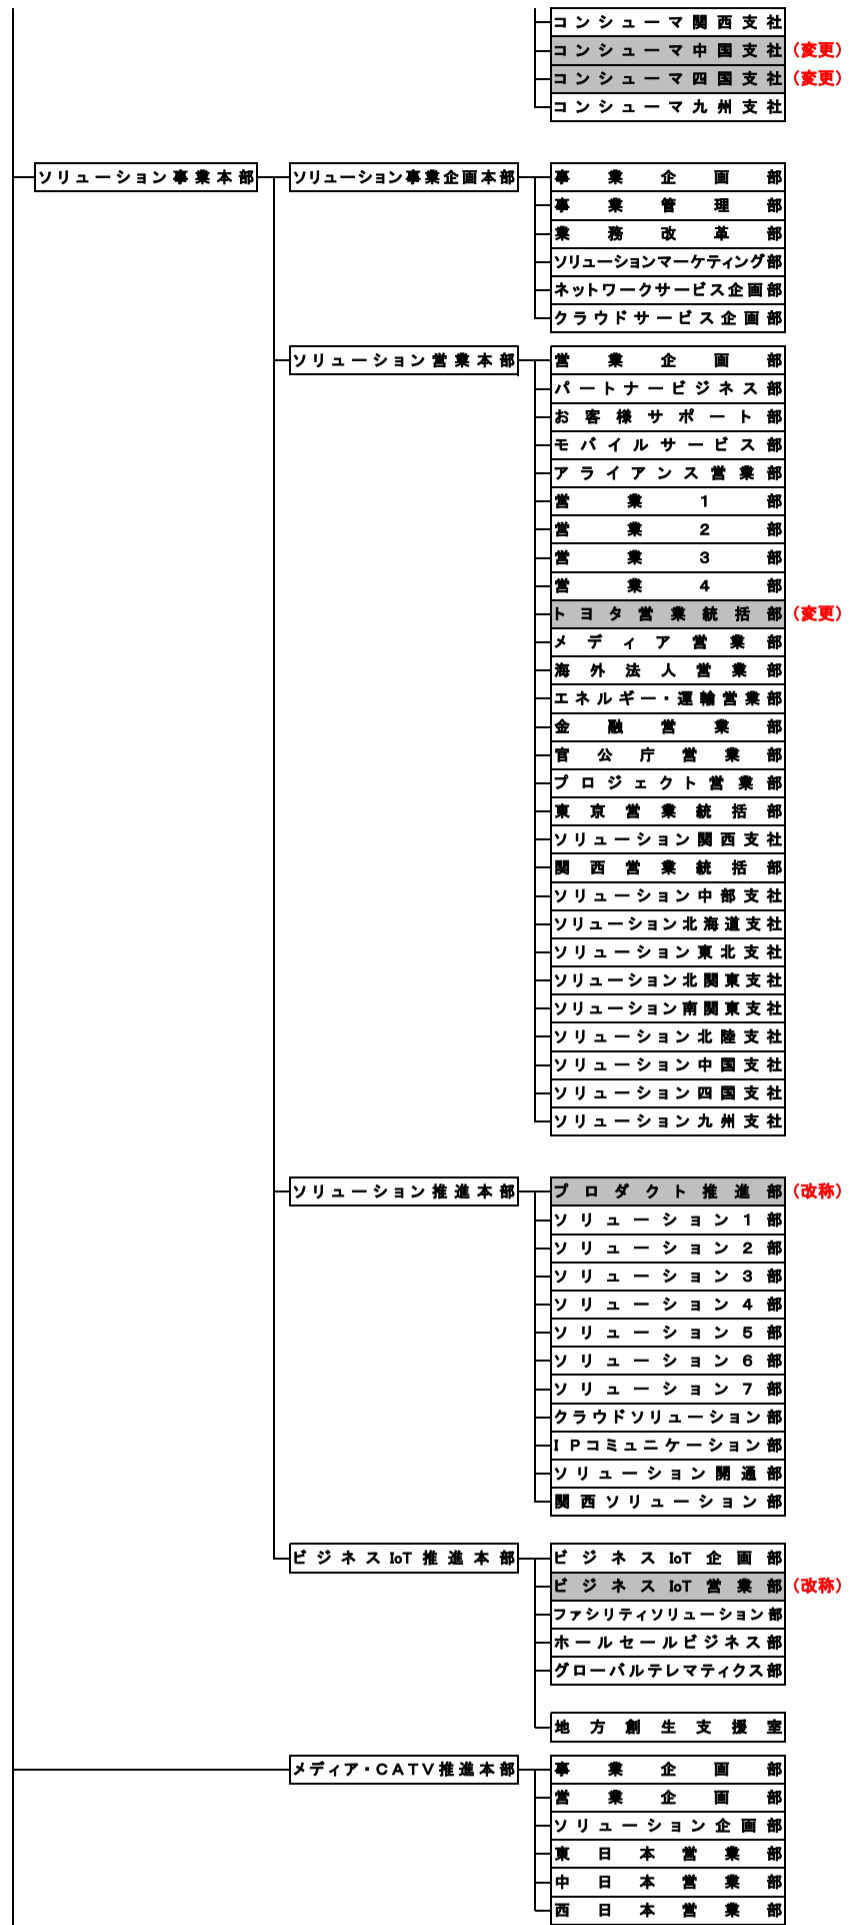 コンシューマ関西支社
コンシューマ中国支社 (変更)
コンシューマ四国支社 (変更)
コンシューマ九州支社
ソリューション事業本部 ソリューション事業企画本部 事業企画部
事業管理部
業務改革部
ソリューションマーケティング部
ネットワークサービス企画部
クラウドサービス企画部
ソリューション営業本部 営業企画部
パートナービジネス部
お客様サポート部
モバイルサービス部
アライアンス営業部
営業1部
営業2部
営業3部
営業4部
トヨタ営業統括部 (変更)
メディア営業部
海外法人営業部
エネルギー・運輸営業部
金融営業部
官公庁営業部
プロジェクト営業部
東京営業統括部
ソリューション関西支社
関西営業統括部
ソリューション中部支社
ソリューション北海道支社
ソリューション東北支社
ソリューション北関東支社
ソリューション南関東支社
ソリューション北陸支社
ソリューション中国支社
ソリューション四国支社
ソリューション九州支社
ソリューション推進本部 プロダクト推進部 (改称)
ソリューション1部
ソリューション2部
ソリューション3部
ソリューション4部
ソリューション5部
ソリューション6部
ソリューション7部
クラウドソリューション部
IPコミュニケーション部
ソリューション開通部
関西ソリューション部
ビジネスIoT推進本部 ビジネスIoT企画部
ビジネスIoT営業部 (改称)
ファシリティソリューション部
ホールセールビジネス部
グローバルテレマティクス部
地方創生支援室
メディア・CATV推進本部 事業企画部
営業企画部
ソリューション企画部
東日本営業部
中日本営業部
西日本営業部